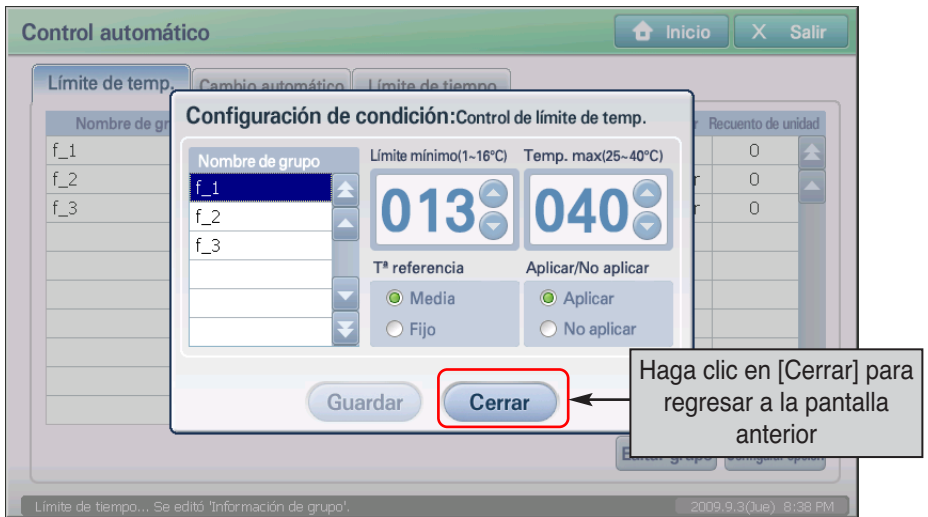 Control automático
Inicio
X Salir
Límite de temp.
Cambio automático
Límite de tiempo
Configuración de condición:Control de límite de temp.
Nombre de gr
Recuento de unidad
f_1
0
f_2
0
f_3
0
Nombre de grupo
f_1
f_2
f_3
Límite mínimo(1~16°C)
Temp. max(25~40°C)
013
040
Tª referencia
Aplicar/No aplicar
Media
Aplicar
Fijo
No aplicar
Guardar
Cerrar
Haga clic en [Cerrar] para
regresar a la pantalla
anterior
Editar grupo
Configurar opción
Límite de tiempo... Se editó 'Información de grupo'.
2009.9.3(Jue) 8:38 PM